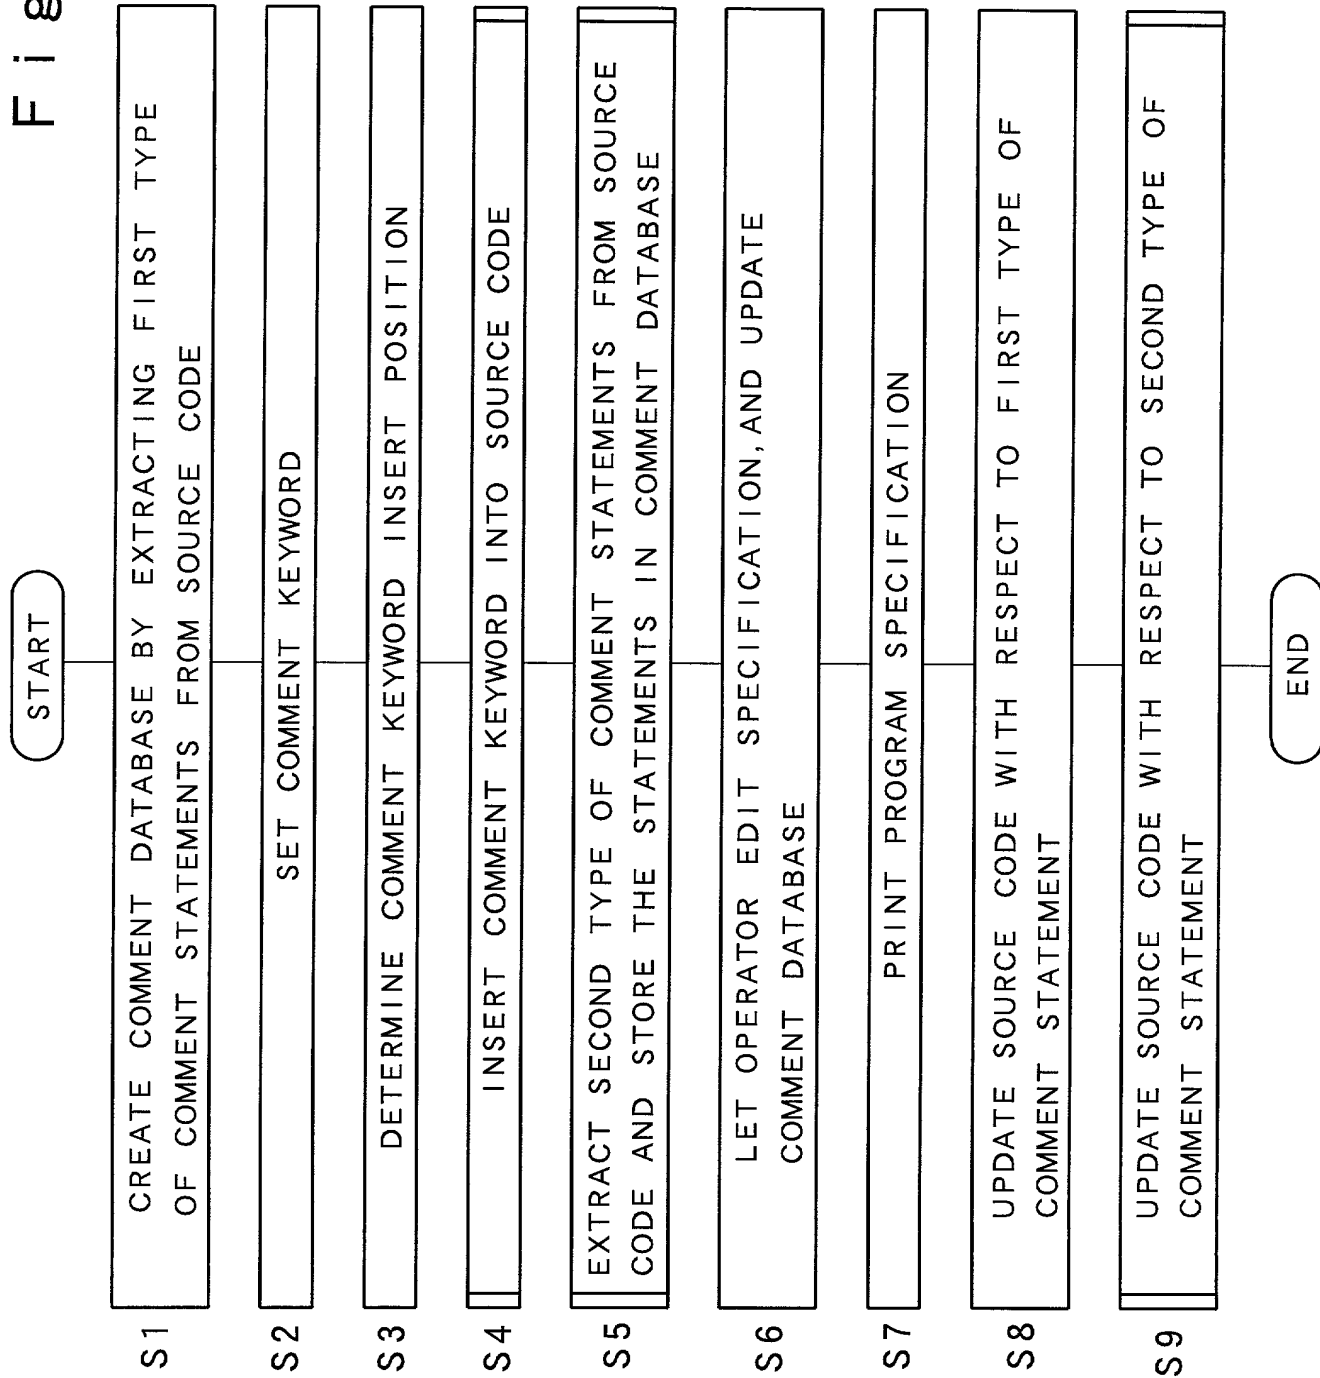 Fig
START
S1
CREATE COMMENT DATABASE BY EXTRACTING FIRST TYPE
OF COMMENT STATEMENTS FROM SOURCE CODE
S2
SET COMMENT KEYWORD
S3
DETERMINE COMMENT KEYWORD INSERT POSITION
S4
INSERT COMMENT KEYWORD INTO SOURCE CODE
S5
EXTRACT SECOND TYPE OF COMMENT STATEMENTS FROM SOURCE
CODE AND STORE THE STATEMENTS IN COMMENT DATABASE
S6
LET OPERATOR EDIT SPECIFICATION, AND UPDATE
COMMENT DATABASE
S7
PRINT PROGRAM SPECIFICATION
S8
UPDATE SOURCE CODE WITH RESPECT TO FIRST TYPE OF
COMMENT STATEMENT
S9
UPDATE SOURCE CODE WITH RESPECT TO SECOND TYPE OF
COMMENT STATEMENT
END